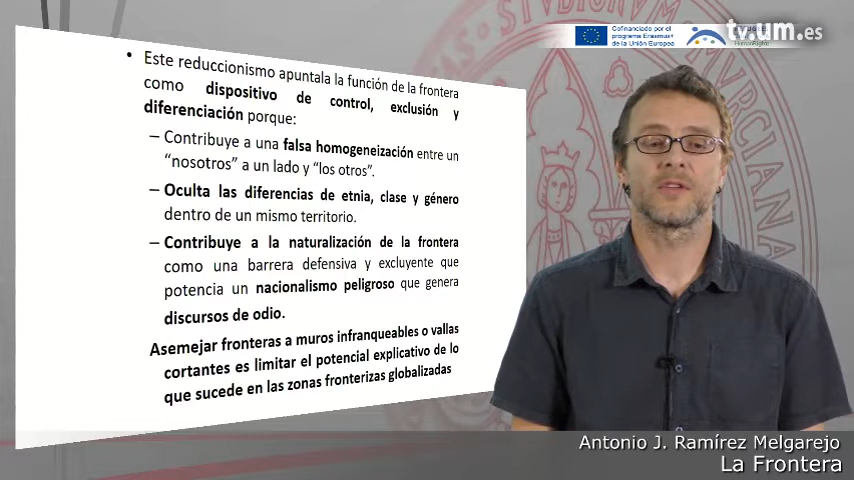 Cofinanciado por el
programa Erasmus+
de la Unión Europea
tv.um.es
• Este reduccionismo apuntala la función de la frontera
como dispositivo de control, exclusión y
diferenciación porque:
– Contribuye a una falsa homogeneización entre un
“nosotros” a un lado y “los otros”.
– Oculta las diferencias de etnia, clase y género
dentro de un mismo territorio.
– Contribuye a la naturalización de la frontera
como una barrera defensiva y excluyente que
potencia un nacionalismo peligroso que genera
discursos de odio.
Asemejar fronteras a muros infranqueables o vallas
cortantes es limitar el potencial explicativo de lo
que sucede en las zonas fronterizas globalizadas
Antonio J. Ramírez Melgarejo
La Frontera